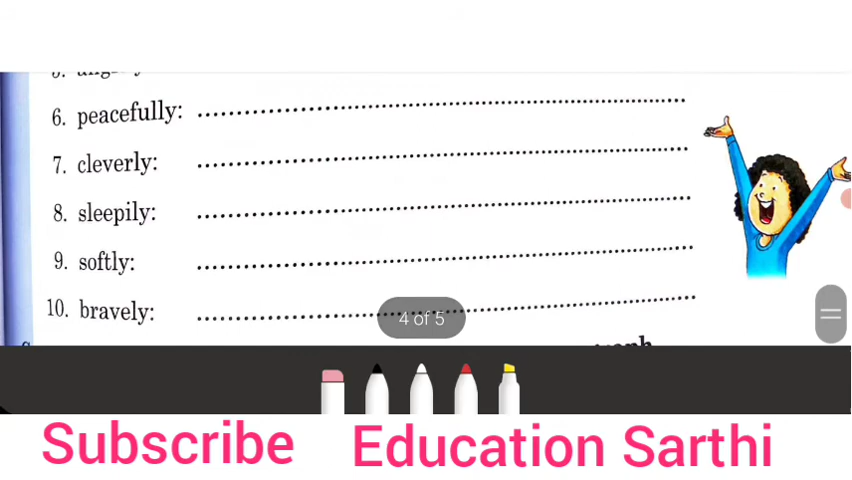 6. peacefully: ........................................
7. cleverly: ........................................
8. sleepily: ........................................
9. softly: ........................................
10. bravely: ........................................
4 of 5
Subscribe Education Sarthi